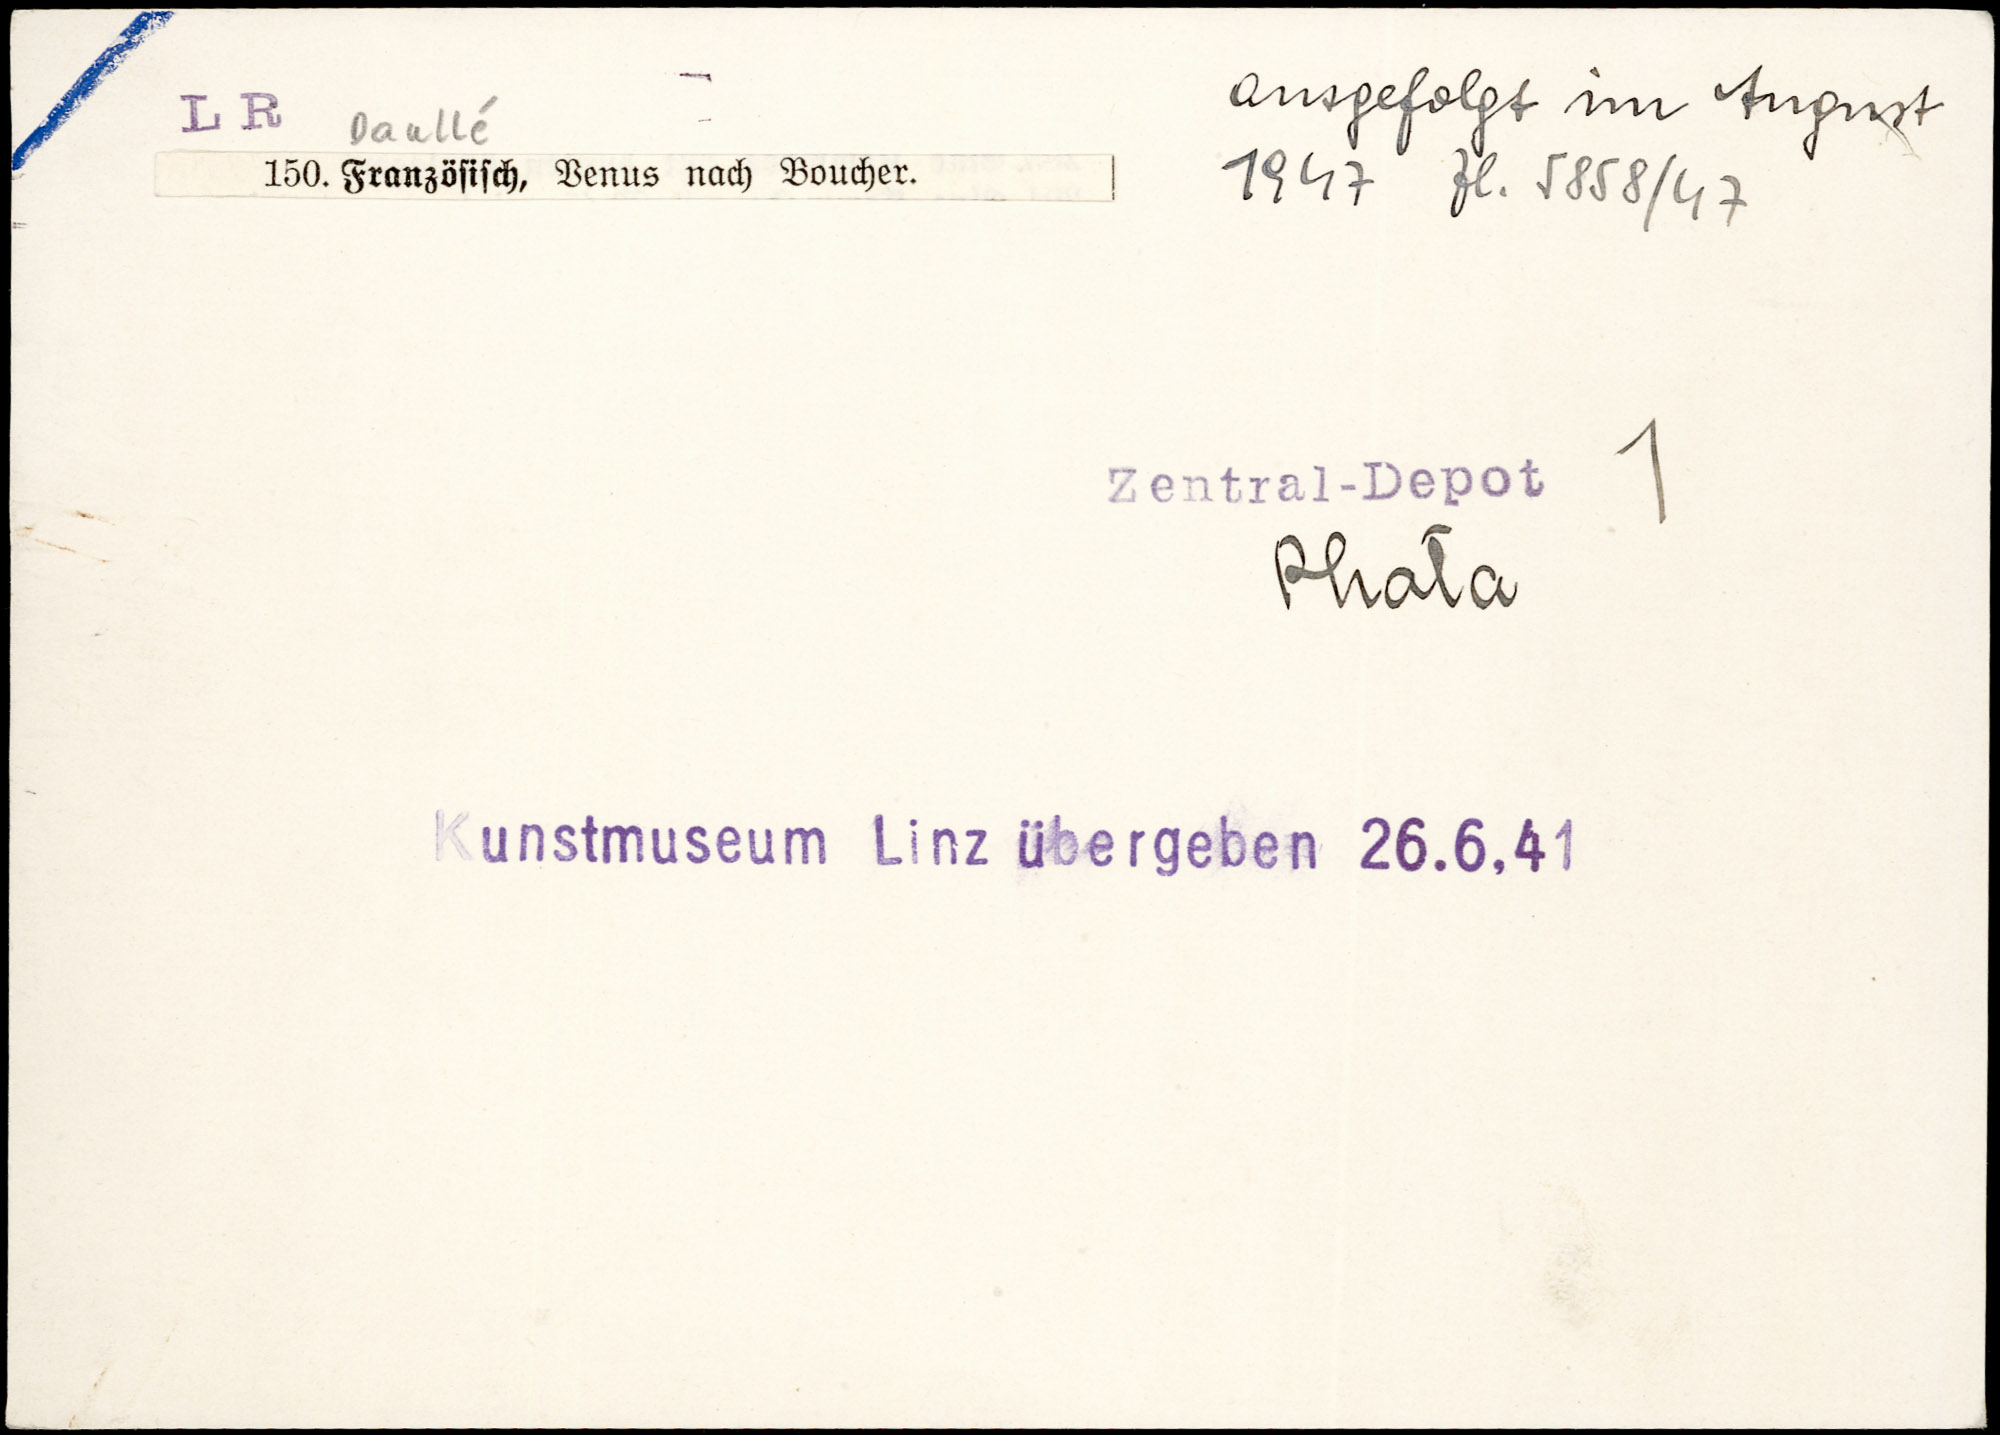 L R
Daullé
150. Französisch, Venus nach Boucher.
ausgefolgt im August
1947 Zl. 5858/47
Zentral-Depot 1
Photo
Kunstmuseum Linz übergeben 26.6.41